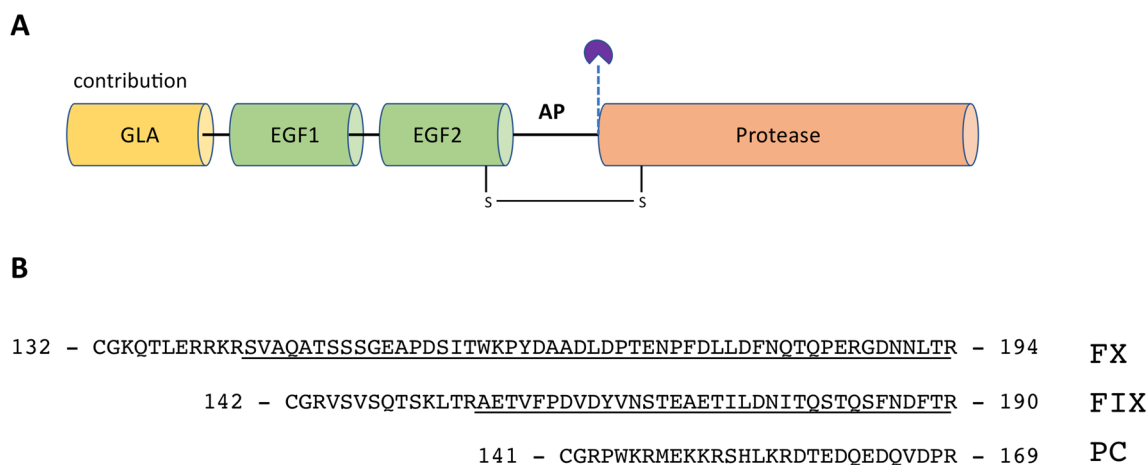 A
contribution
GLA
EGF1
EGF2
AP
Protease
S
S
B
132 – CGKQTLERRKRSVAQATSSSGEAPDSITWKPYDAADLDPTENPFDLLDFNQTQPERGDNNLTR – 194 FX
142 – CGRVSVSQTSKLTRAETVFPDVDYVNSTEAETILDNITQSTQSFNDFTR – 190 FIX
141 – CGRPWKRMEKKRSHLKRDTEDQEDQVDPR – 169 PC